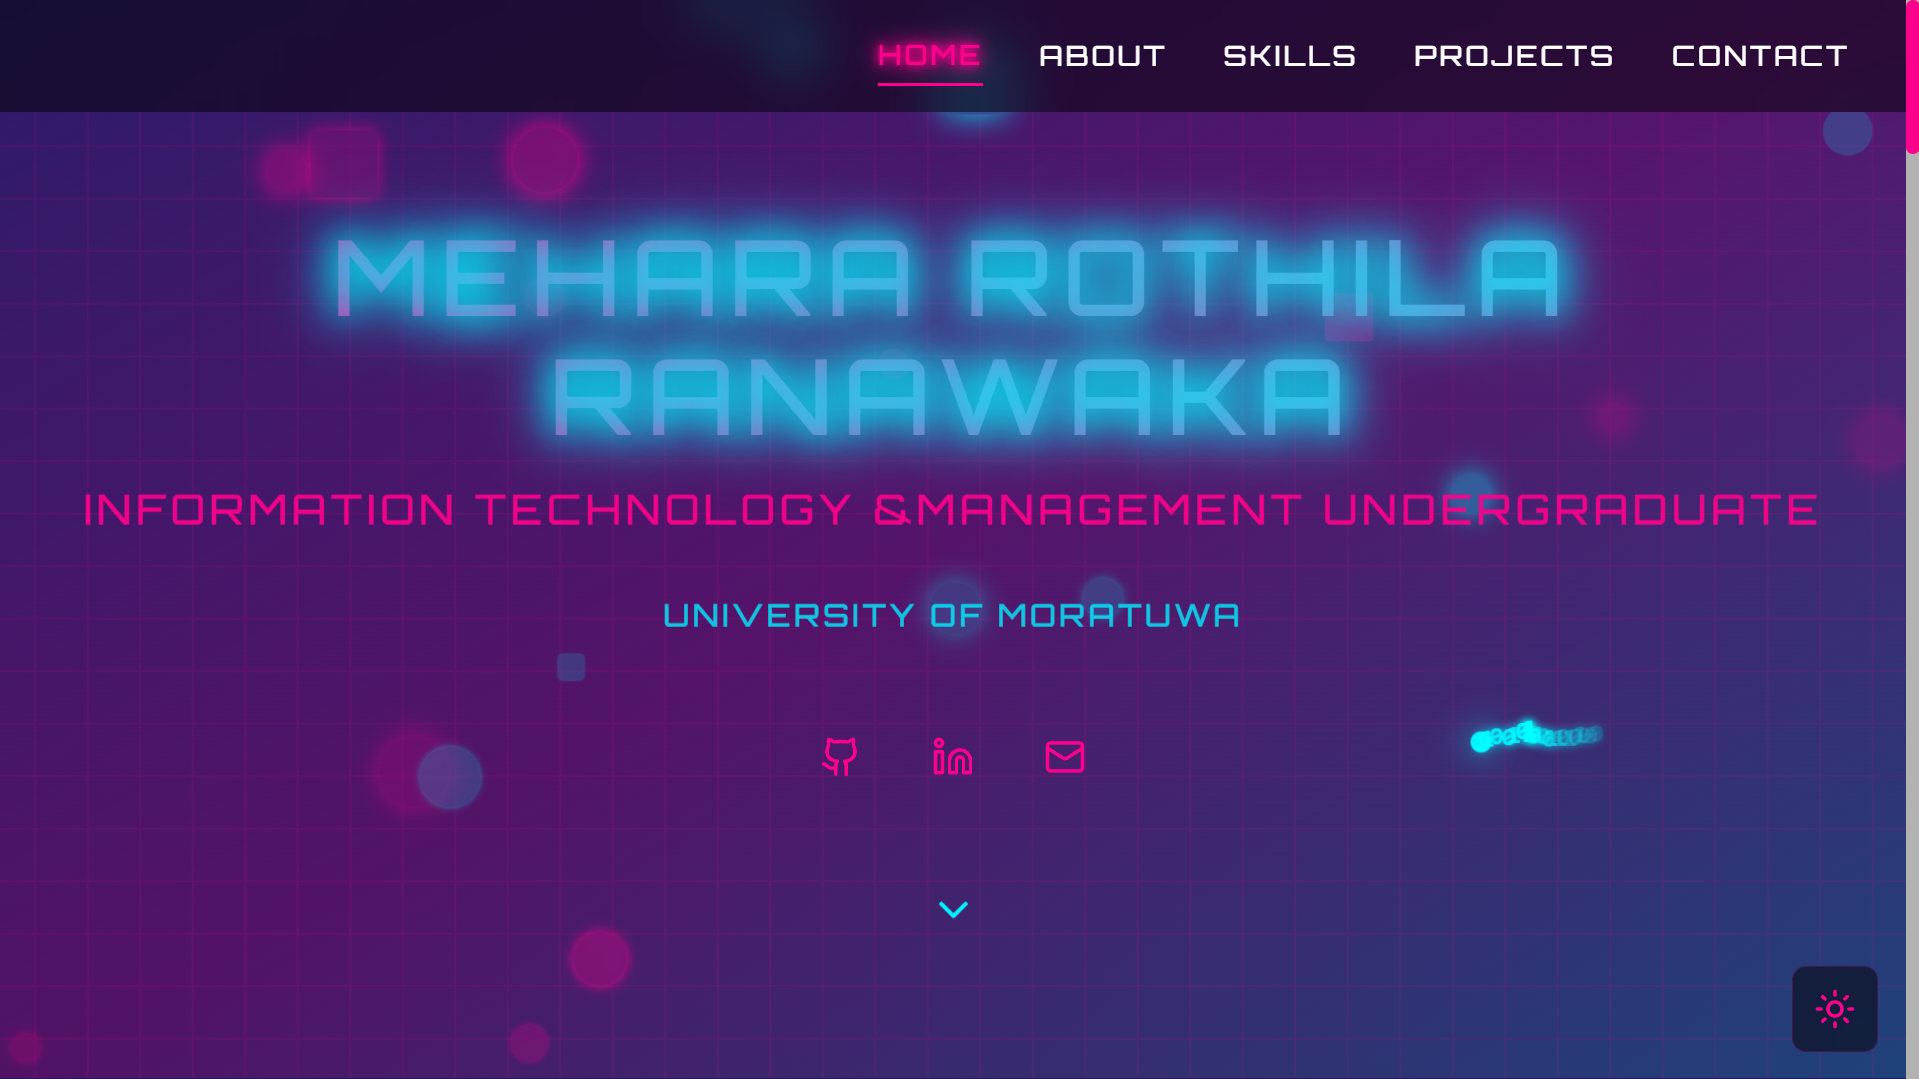 HOME ABOUT SKILLS PROJECTS CONTACT
MEHARA ROTHILA
RANAWAKA
INFORMATION TECHNOLOGY &MANAGEMENT UNDERGRADUATE
UNIVERSITY OF MORATUWA